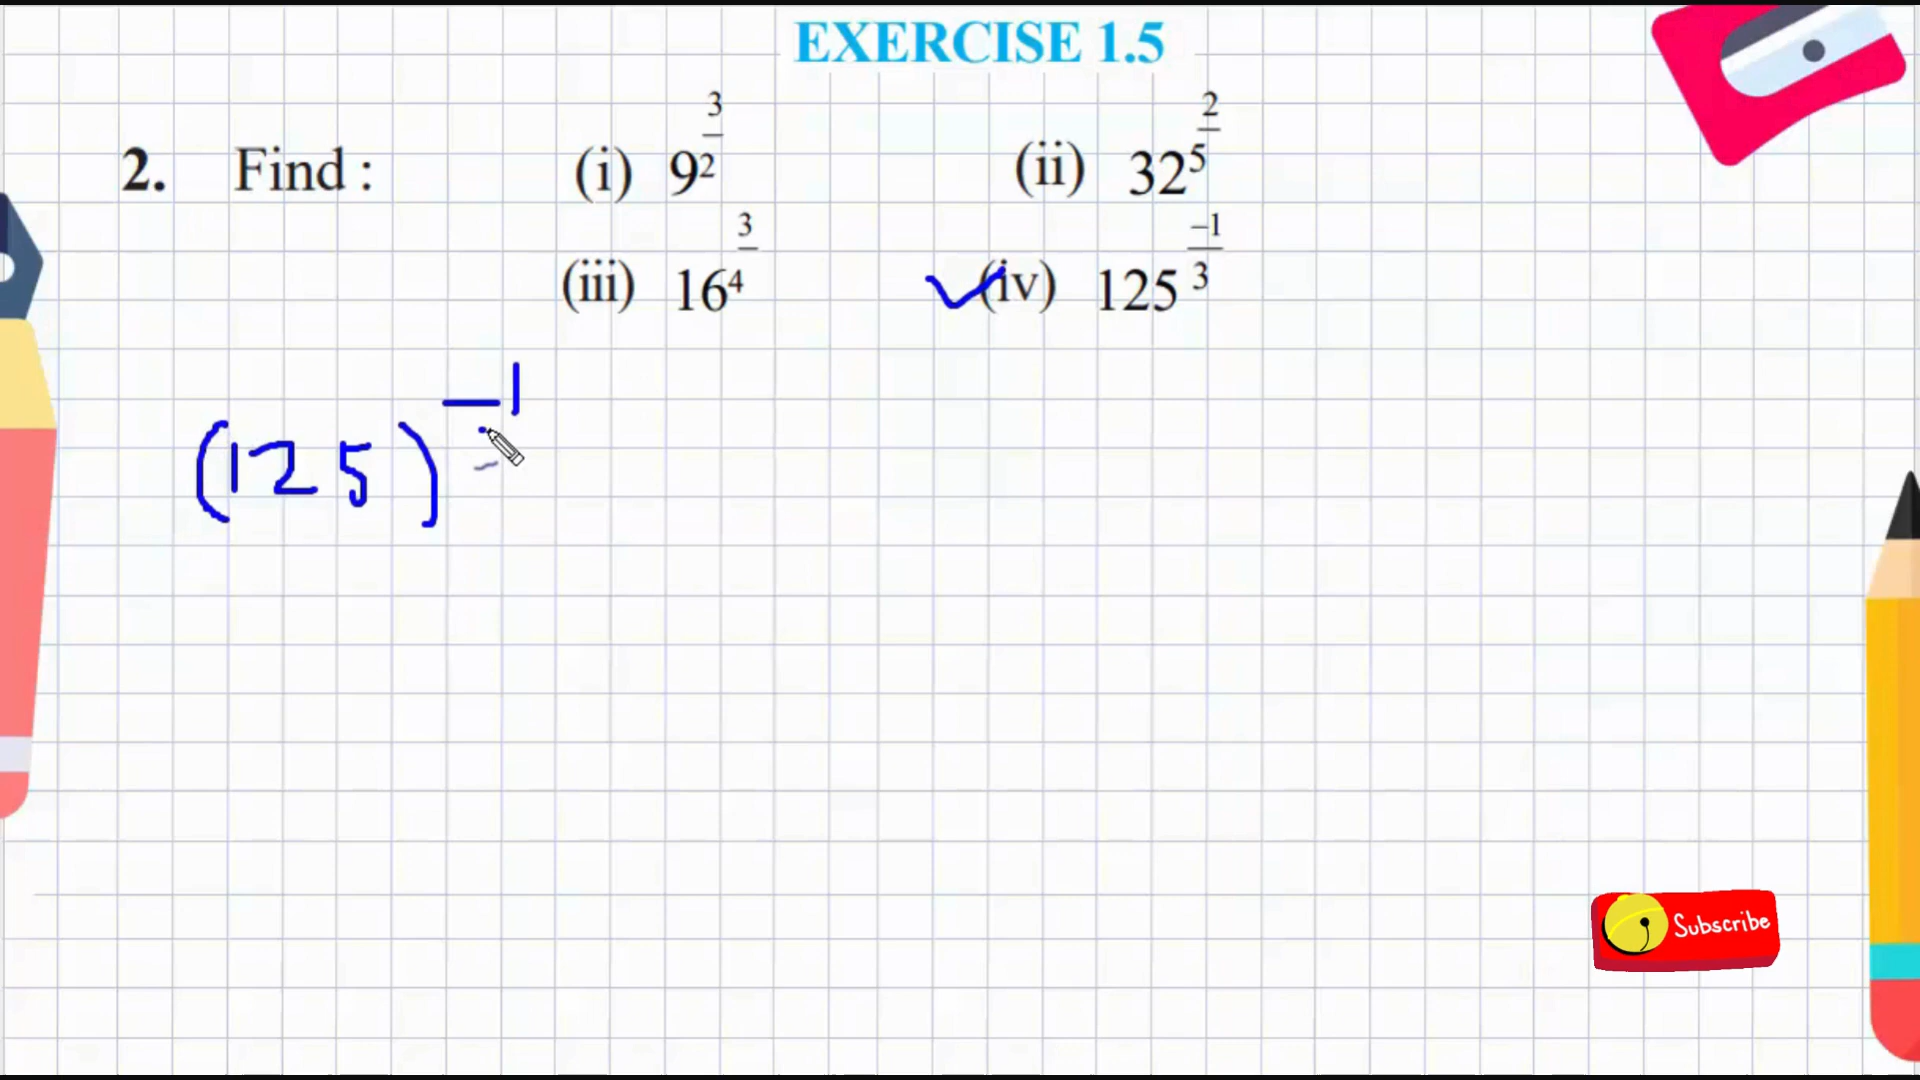 EXERCISE 1.5
2. Find : (i) 9^(3/2) (ii) 32^(2/5)
(iii) 16^(3/4) (iv) 125^(-1/3)
(125)^-1
Subscribe